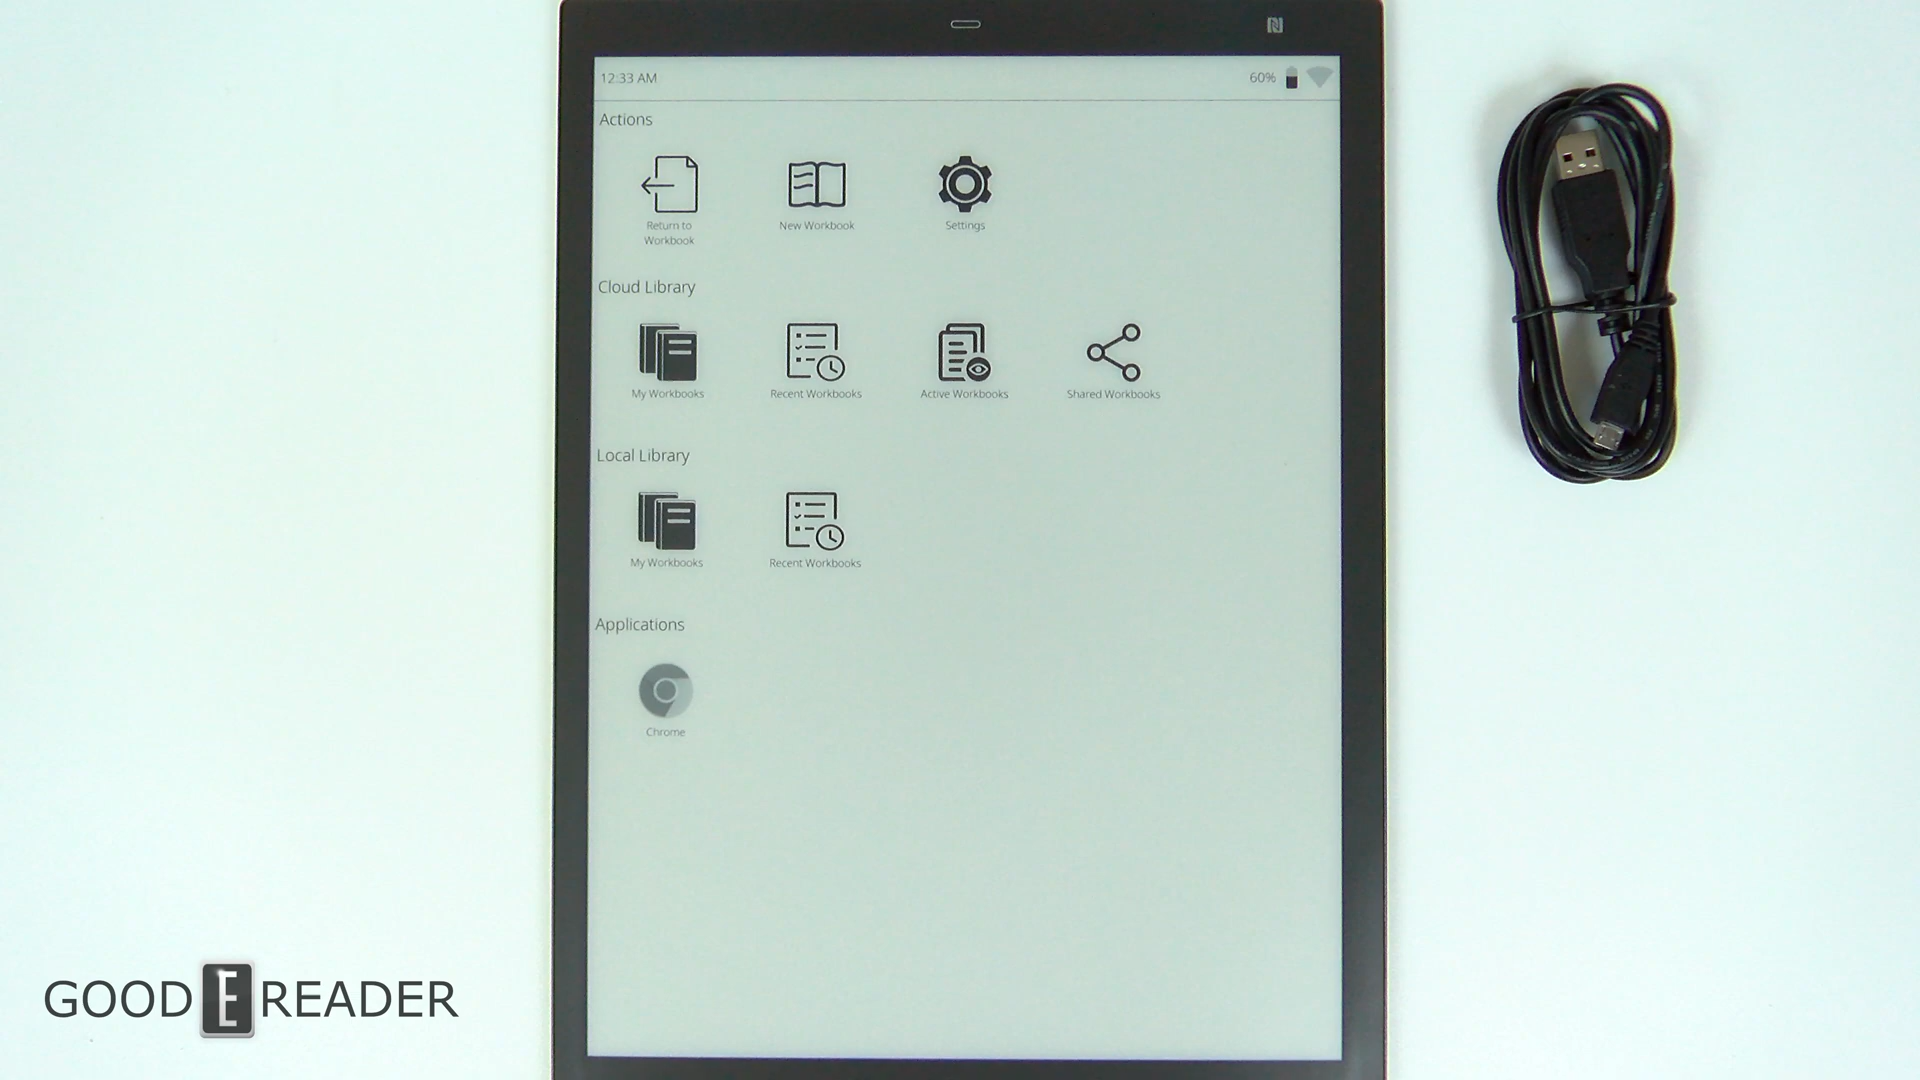 12:33 AM
60%
Actions
Return to
Workbook
New Workbook
Settings
Cloud Library
My Workbooks
Recent Workbooks
Active Workbooks
Shared Workbooks
Local Library
My Workbooks
Recent Workbooks
Applications
Chrome
GOOD E READER